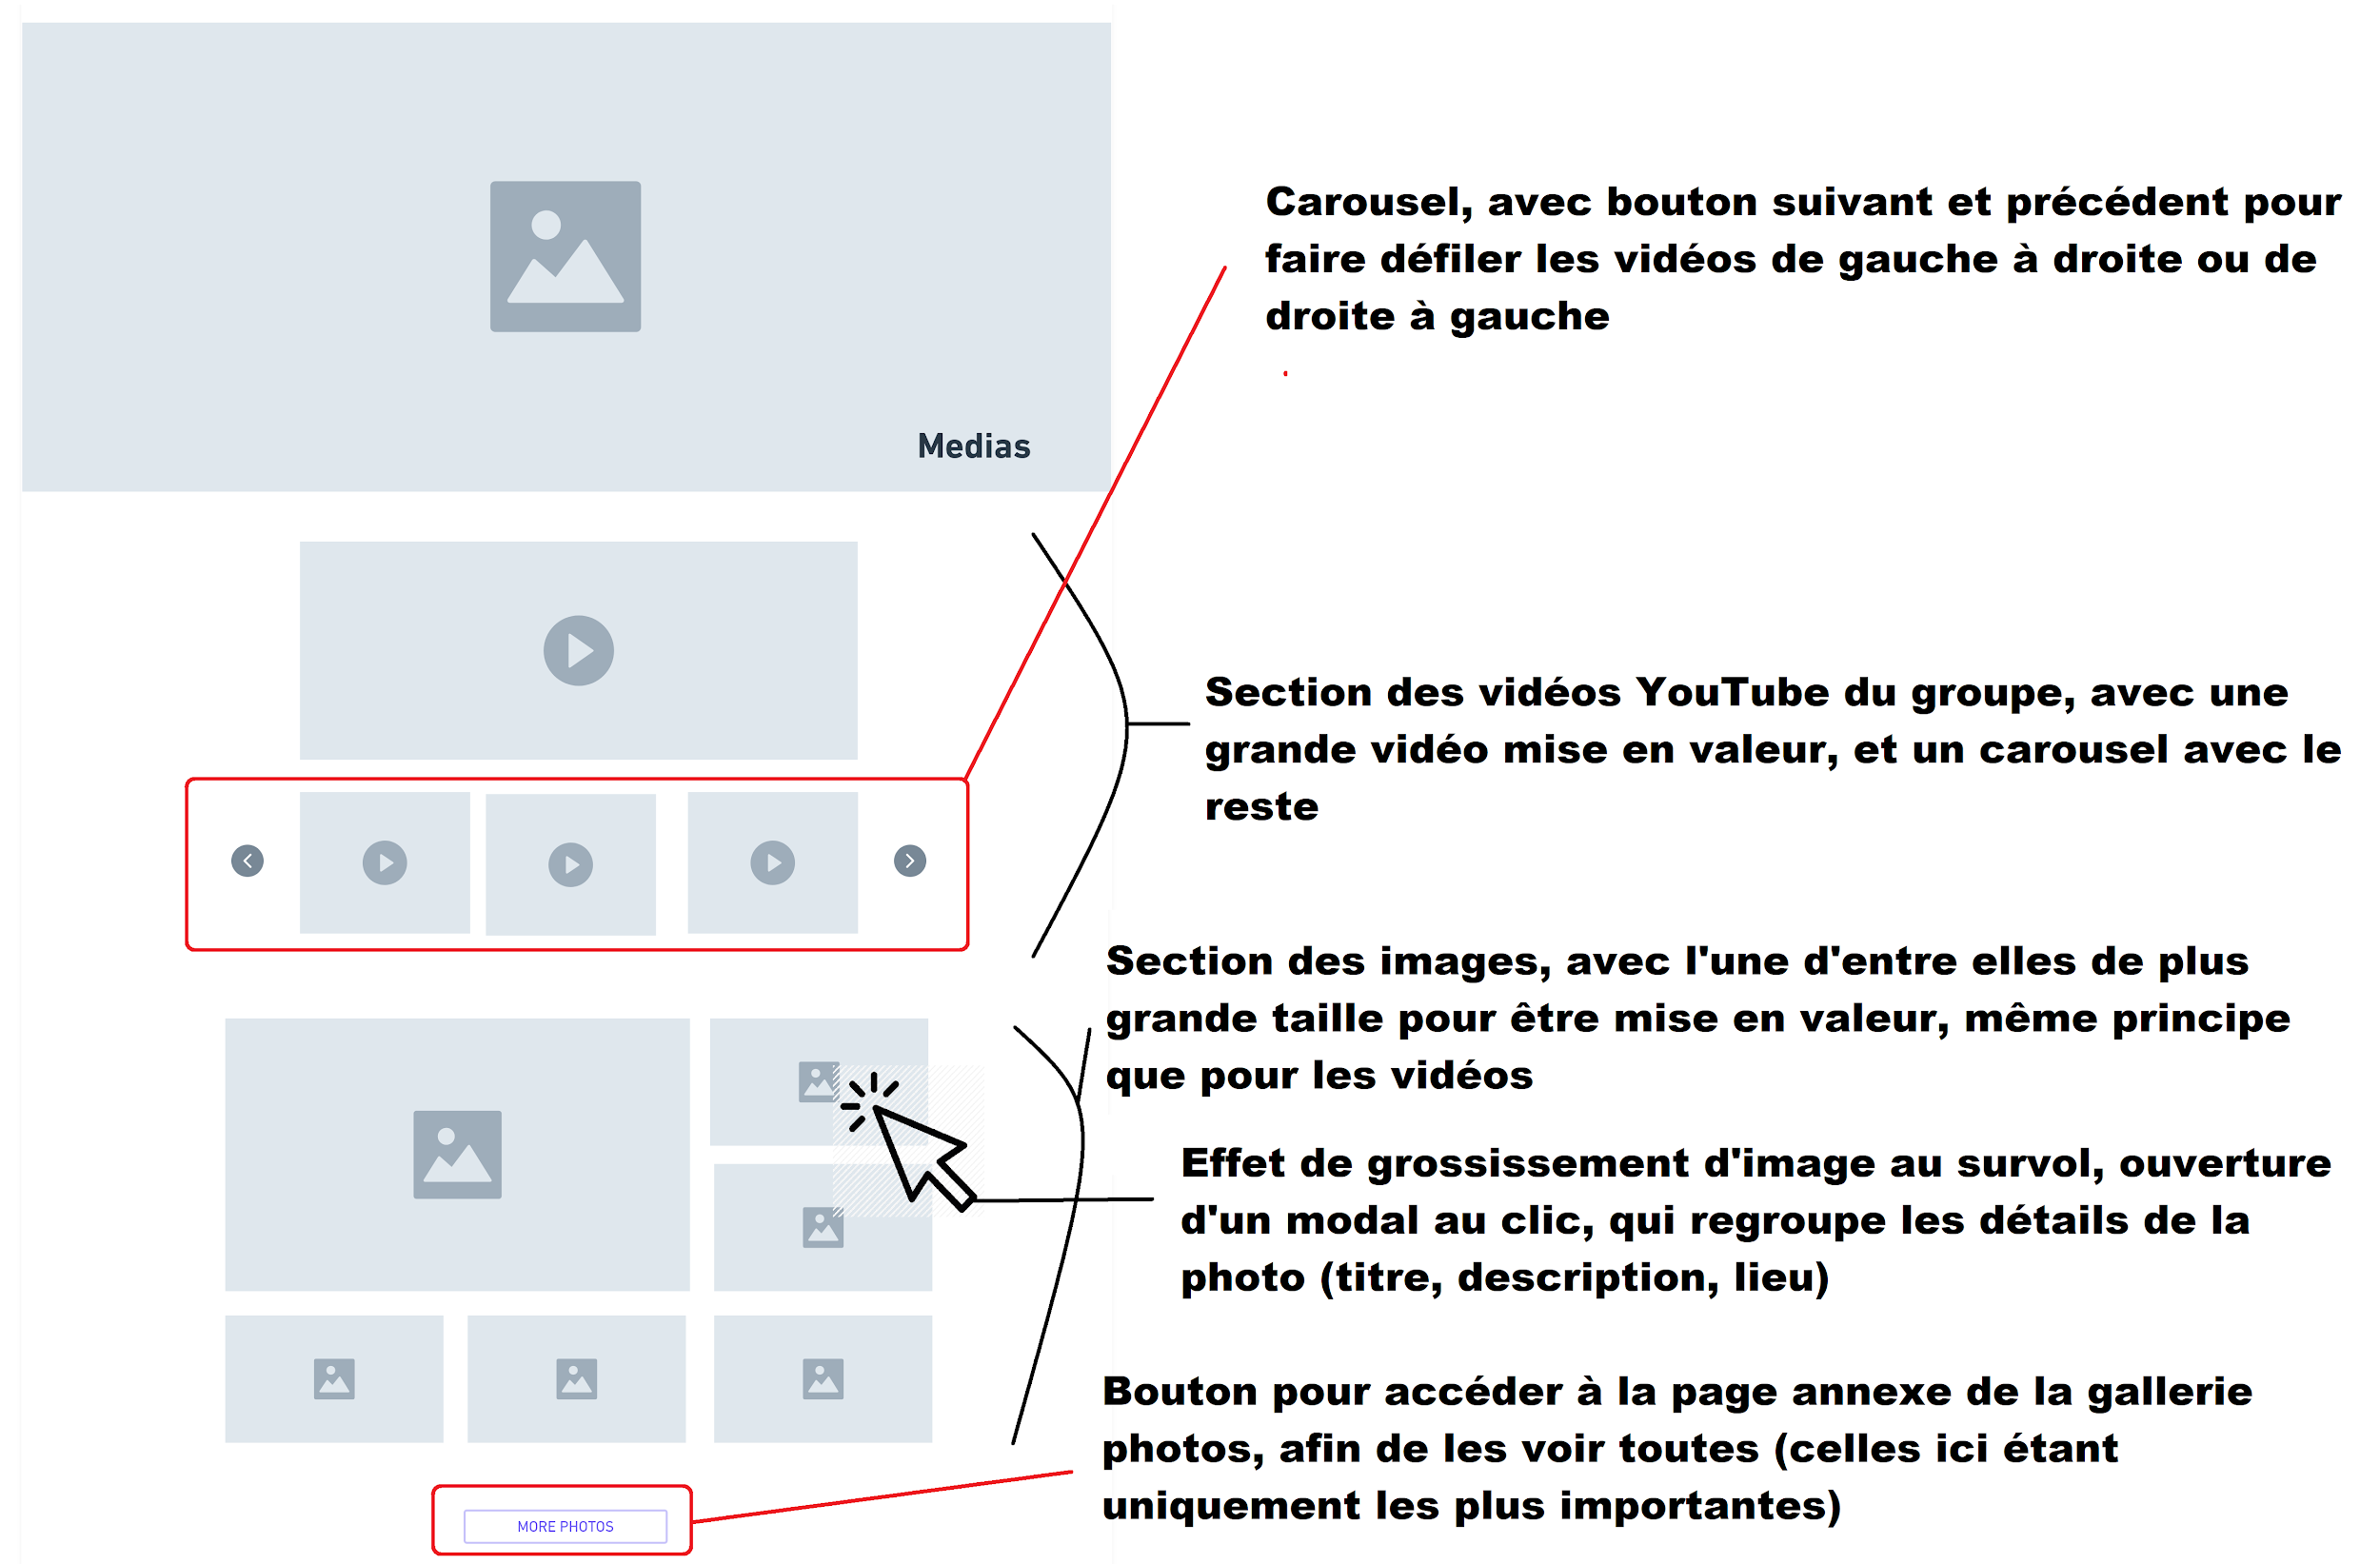 Carousel, avec bouton suivant et précédent pour
faire défiler les vidéos de gauche à droite ou de
droite à gauche
Medias
Section des vidéos YouTube du groupe, avec une
grande vidéo mise en valeur, et un carousel avec le
reste
Section des images, avec l'une d'entre elles de plus
grande taille pour être mise en valeur, même principe
que pour les vidéos
Effet de grossissement d'image au survol, ouverture
d'un modal au clic, qui regroupe les détails de la
photo (titre, description, lieu)
Bouton pour accéder à la page annexe de la gallerie
photos, afin de les voir toutes (celles ici étant
uniquement les plus importantes)
MORE PHOTOS